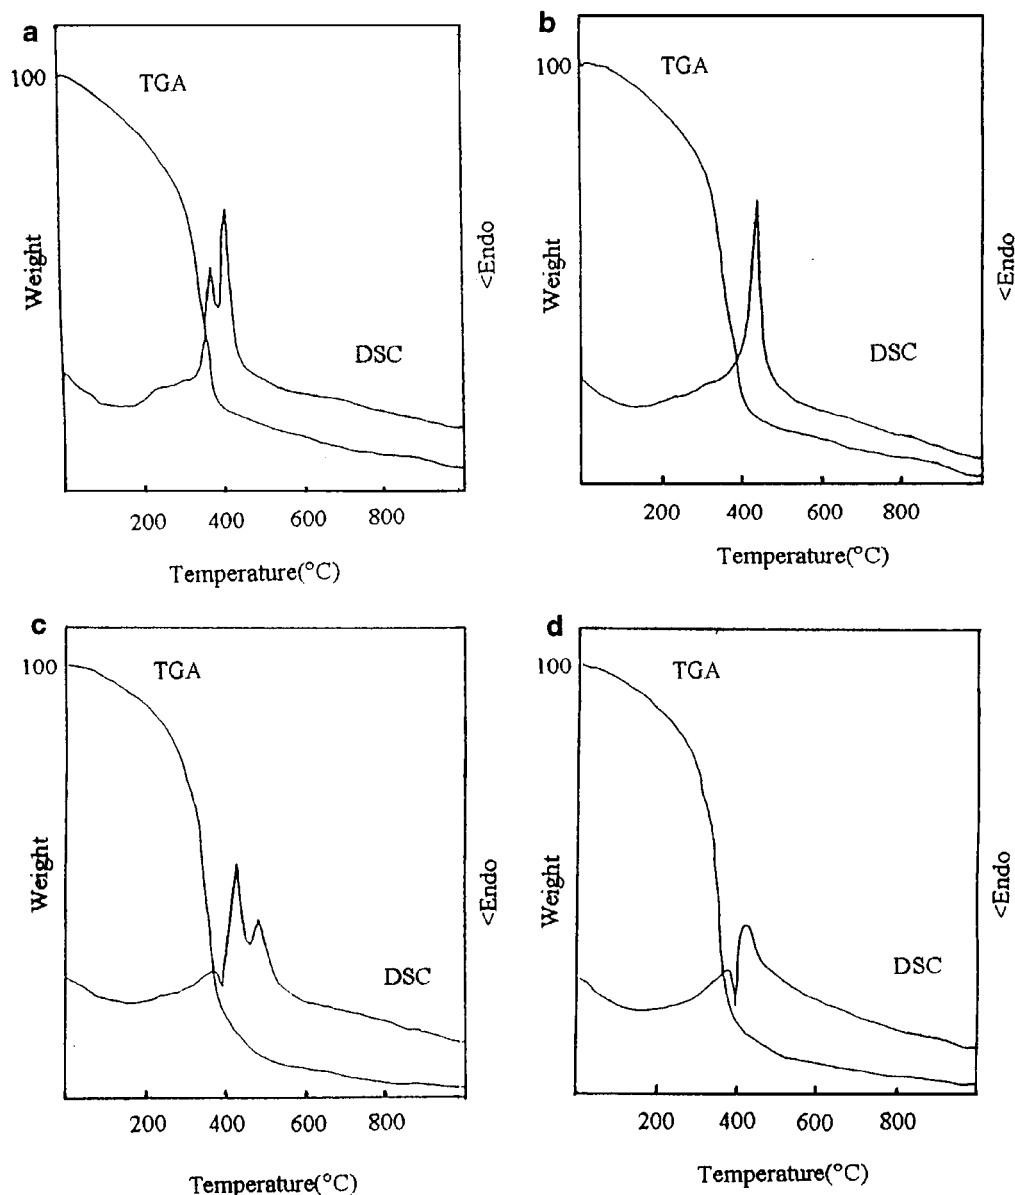 a
100
TGA
Weight
<Endo
DSC
200 400 600 800
Temperature(°C)
b
100
TGA
Weight
<Endo
DSC
200 400 600 800
Temperature(°C)
c
100
TGA
Weight
<Endo
DSC
200 400 600 800
Temperature(°C)
d
100
TGA
Weight
<Endo
DSC
200 400 600 800
Temperature(°C)